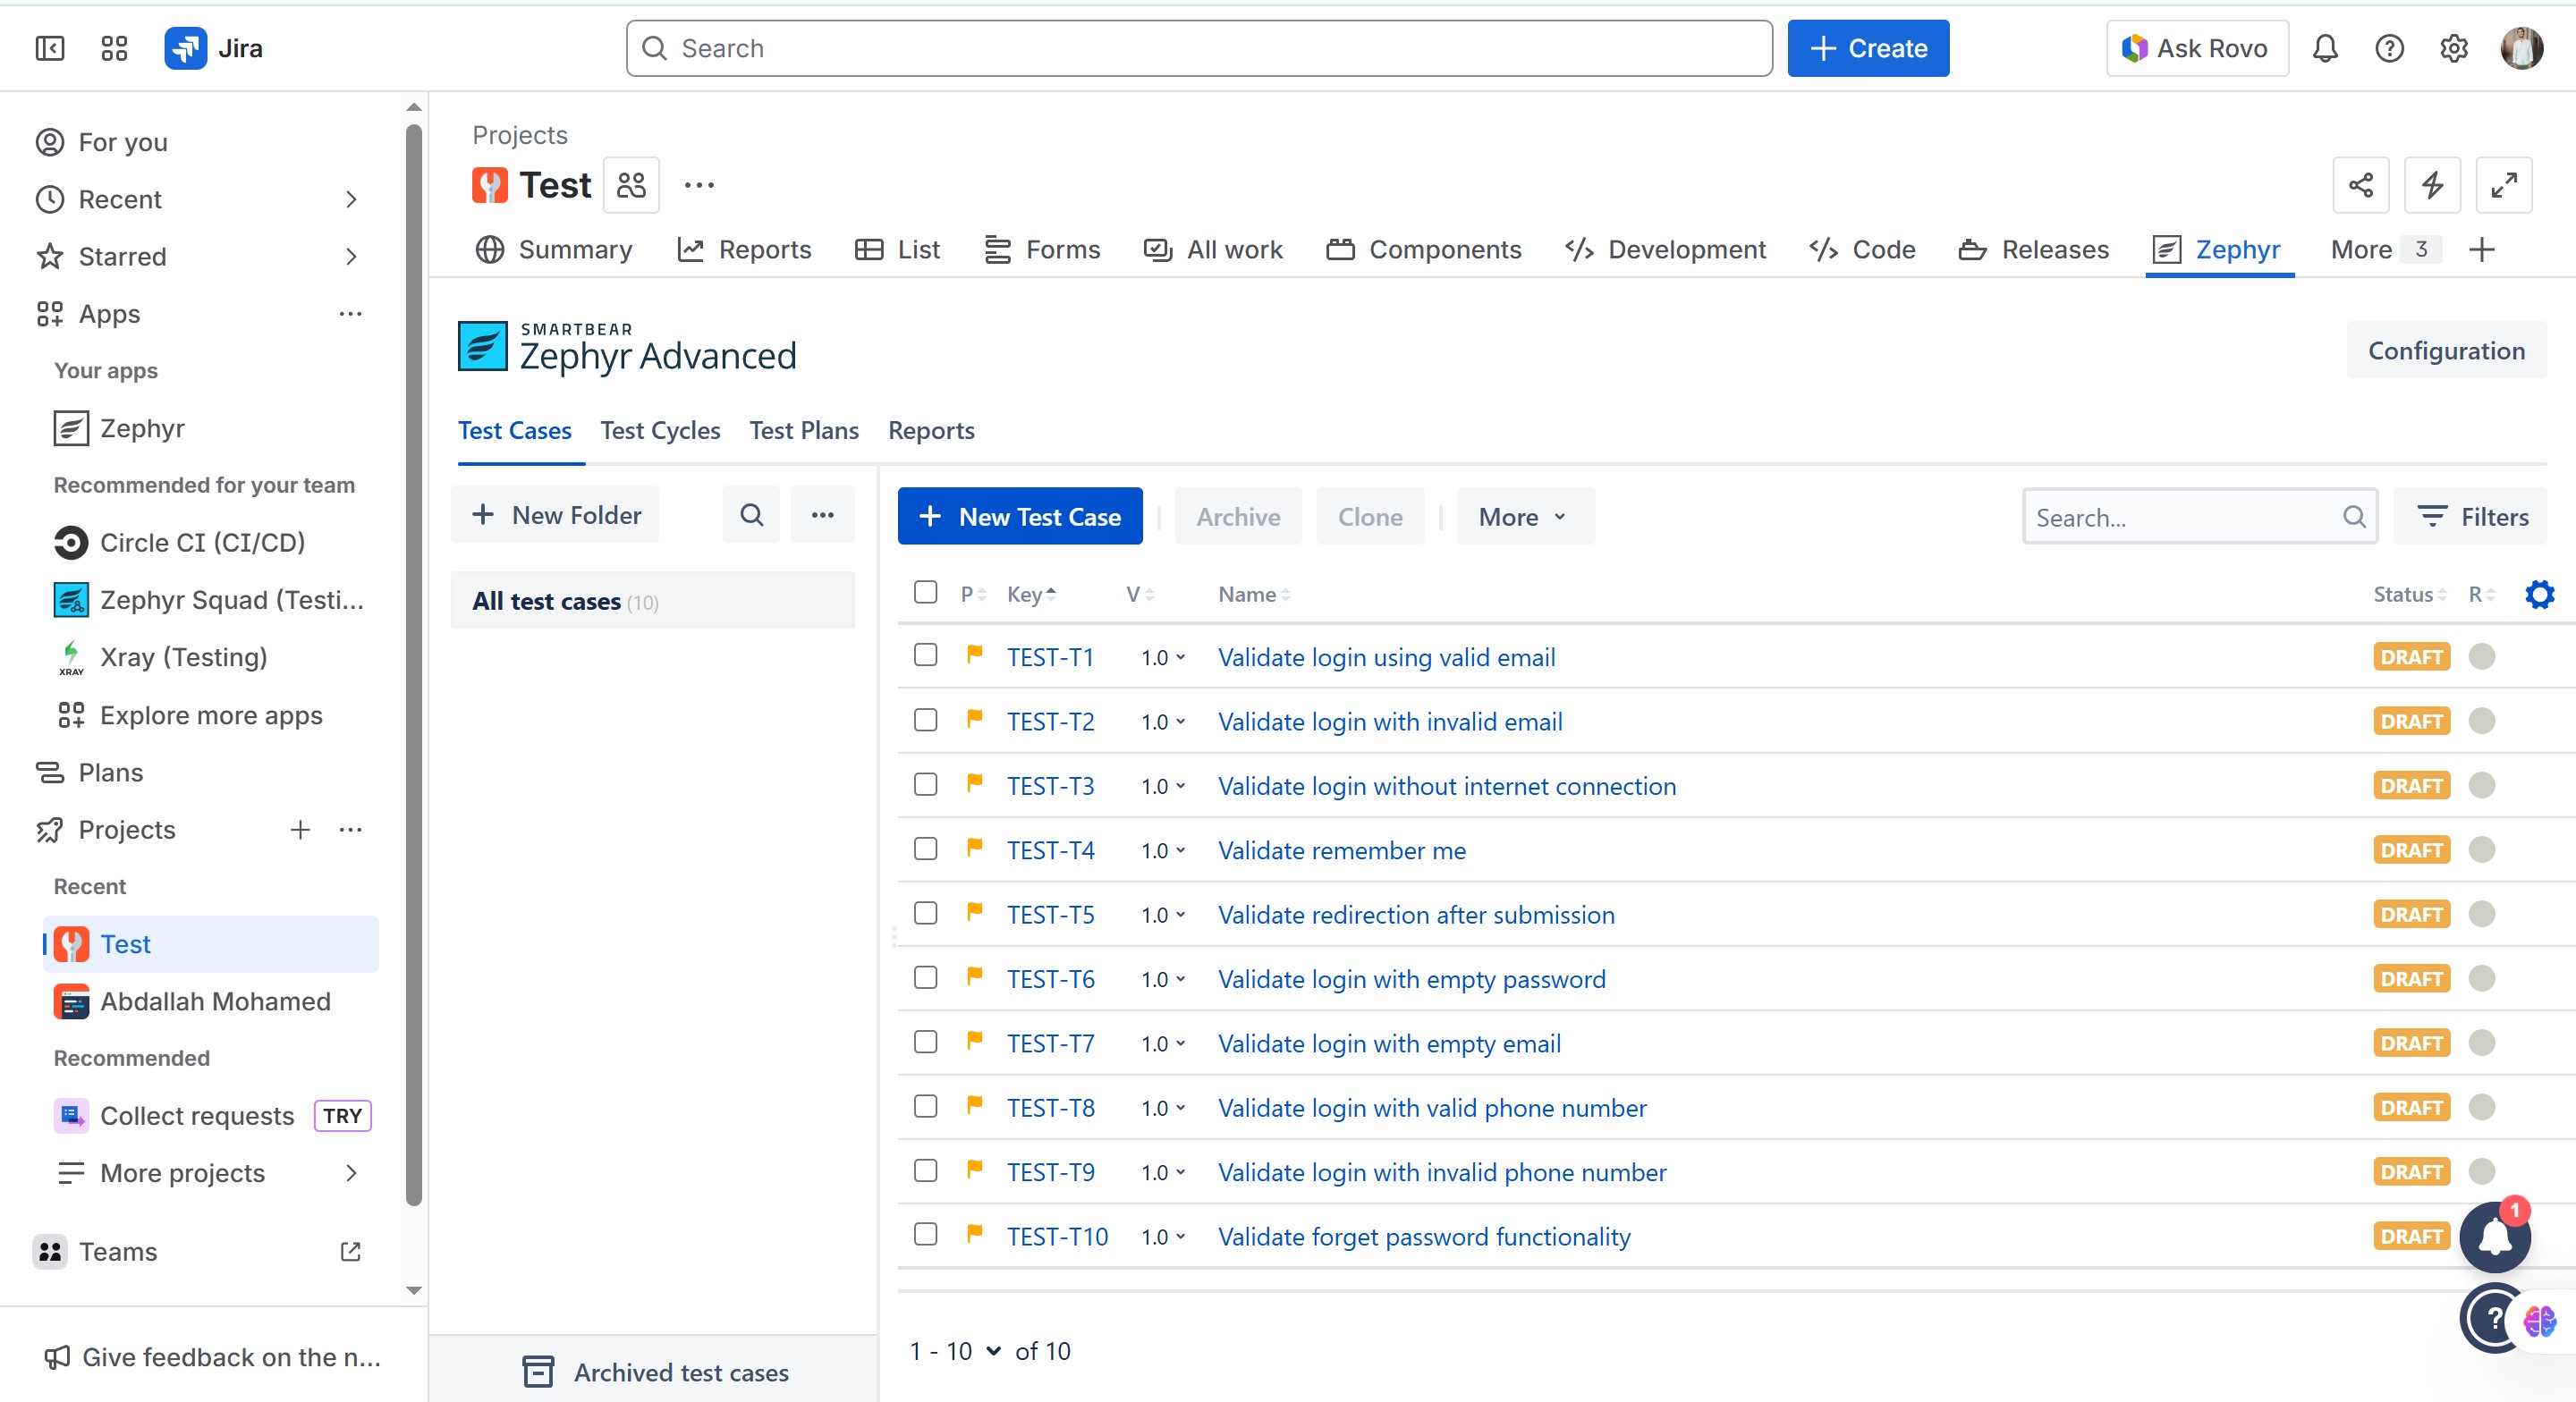 Jira
Search
Create
Ask Rovo
For you
Recent
Starred
Apps
Your apps
Zephyr
Recommended for your team
Circle CI (CI/CD)
Zephyr Squad (Testi...
XRAY
Xray (Testing)
Explore more apps
Plans
Projects
Recent
Test
Abdallah Mohamed
Recommended
Collect requests TRY
More projects
Teams
Give feedback on the n...
Projects
Test
Summary Reports List Forms All work Components Development Code Releases Zephyr More 3
SMARTBEAR
Zephyr Advanced
Configuration
Test Cases Test Cycles Test Plans Reports
New Folder
All test cases (10)
Archived test cases
New Test Case Archive Clone More Search... Filters
P Key V Name Status R
TEST-T1 1.0 Validate login using valid email DRAFT
TEST-T2 1.0 Validate login with invalid email DRAFT
TEST-T3 1.0 Validate login without internet connection DRAFT
TEST-T4 1.0 Validate remember me DRAFT
TEST-T5 1.0 Validate redirection after submission DRAFT
TEST-T6 1.0 Validate login with empty password DRAFT
TEST-T7 1.0 Validate login with empty email DRAFT
TEST-T8 1.0 Validate login with valid phone number DRAFT
TEST-T9 1.0 Validate login with invalid phone number DRAFT
TEST-T10 1.0 Validate forget password functionality DRAFT
1
?
1 - 10 of 10